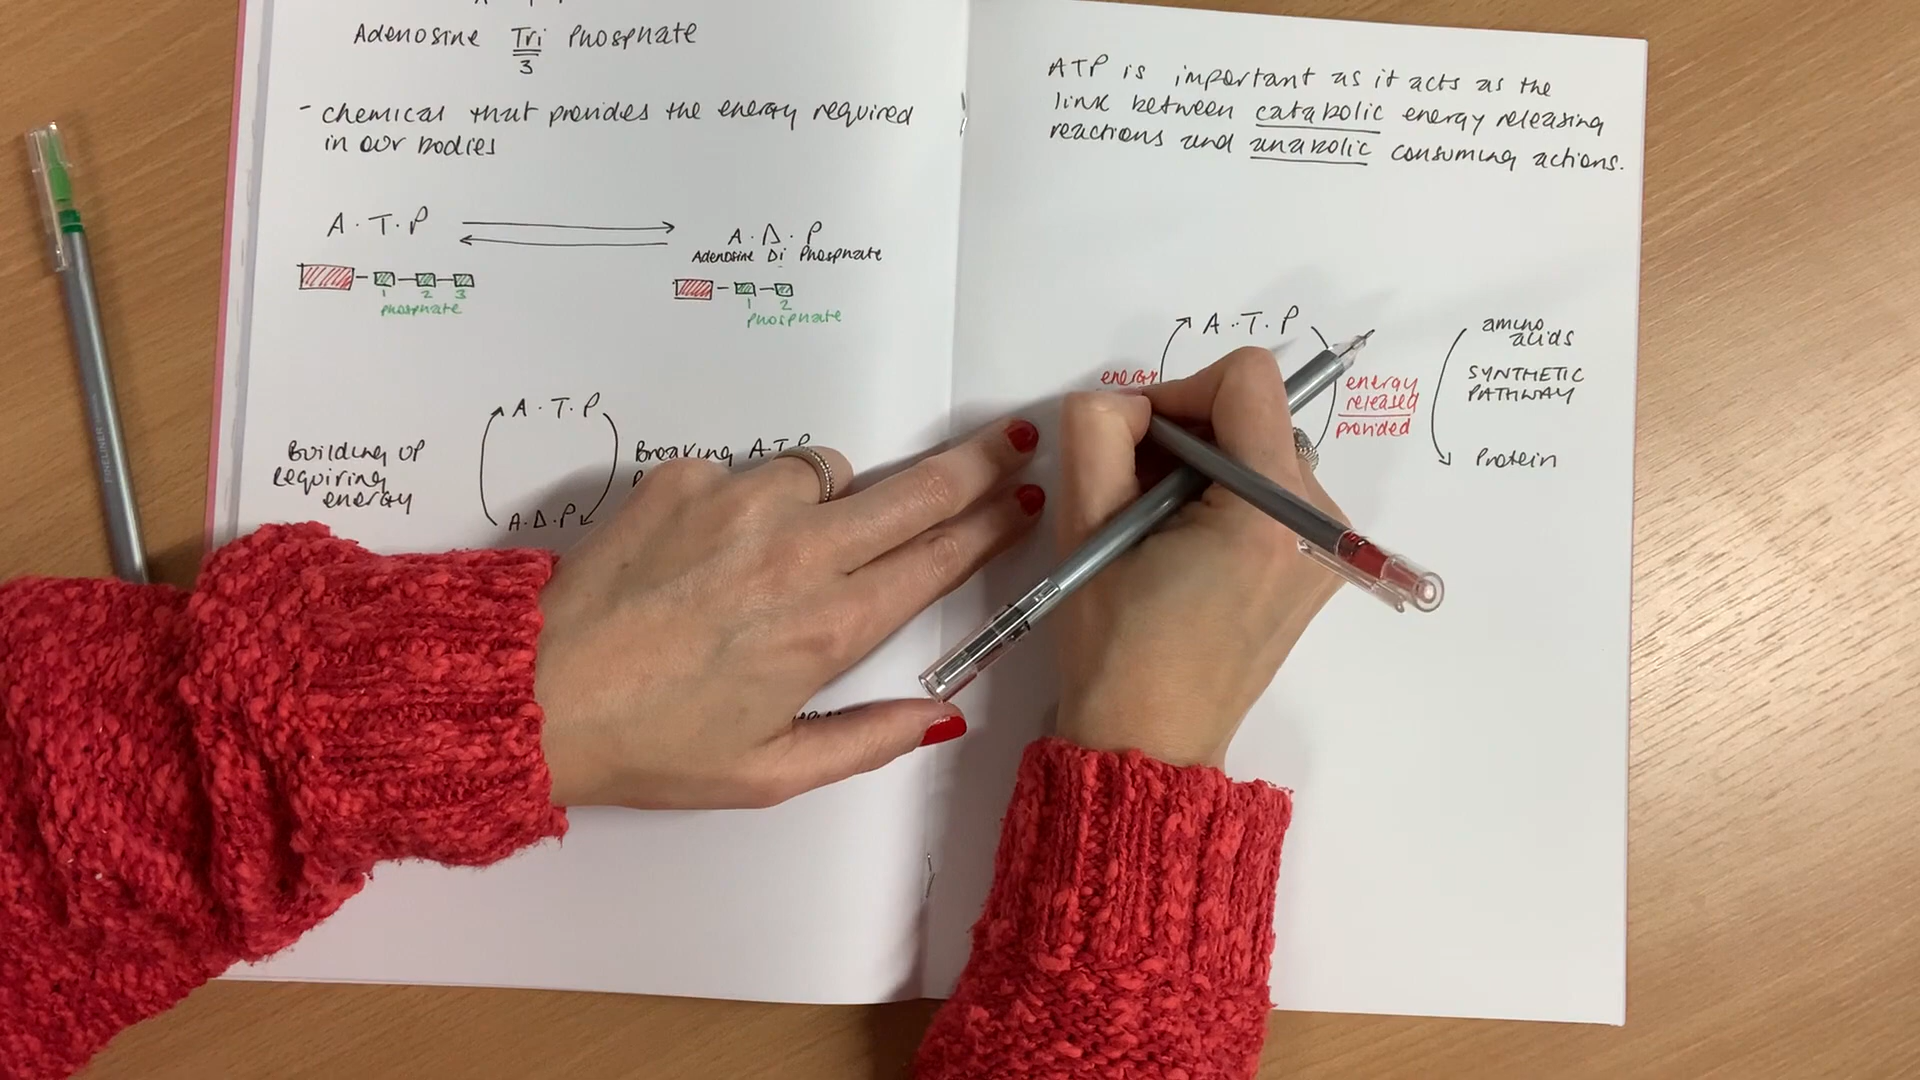 Adenosine Tri Phosphate
3
- chemical that provides the energy required
in our bodies
A.T.P
A.D.P
Adenosine Di Phosphate
1 2 3
phosphate
1 2
phosphate
A.T.P
Building up
requiring
energy
Breaking A.T.P
A.D.P
ATP is important as it acts as the
link between catabolic energy releasing
reactions and anabolic consuming actions.
A.T.P
energy
energy
released
provided
amino
acids
SYNTHETIC
PATHWAY
Protein
FINELINER